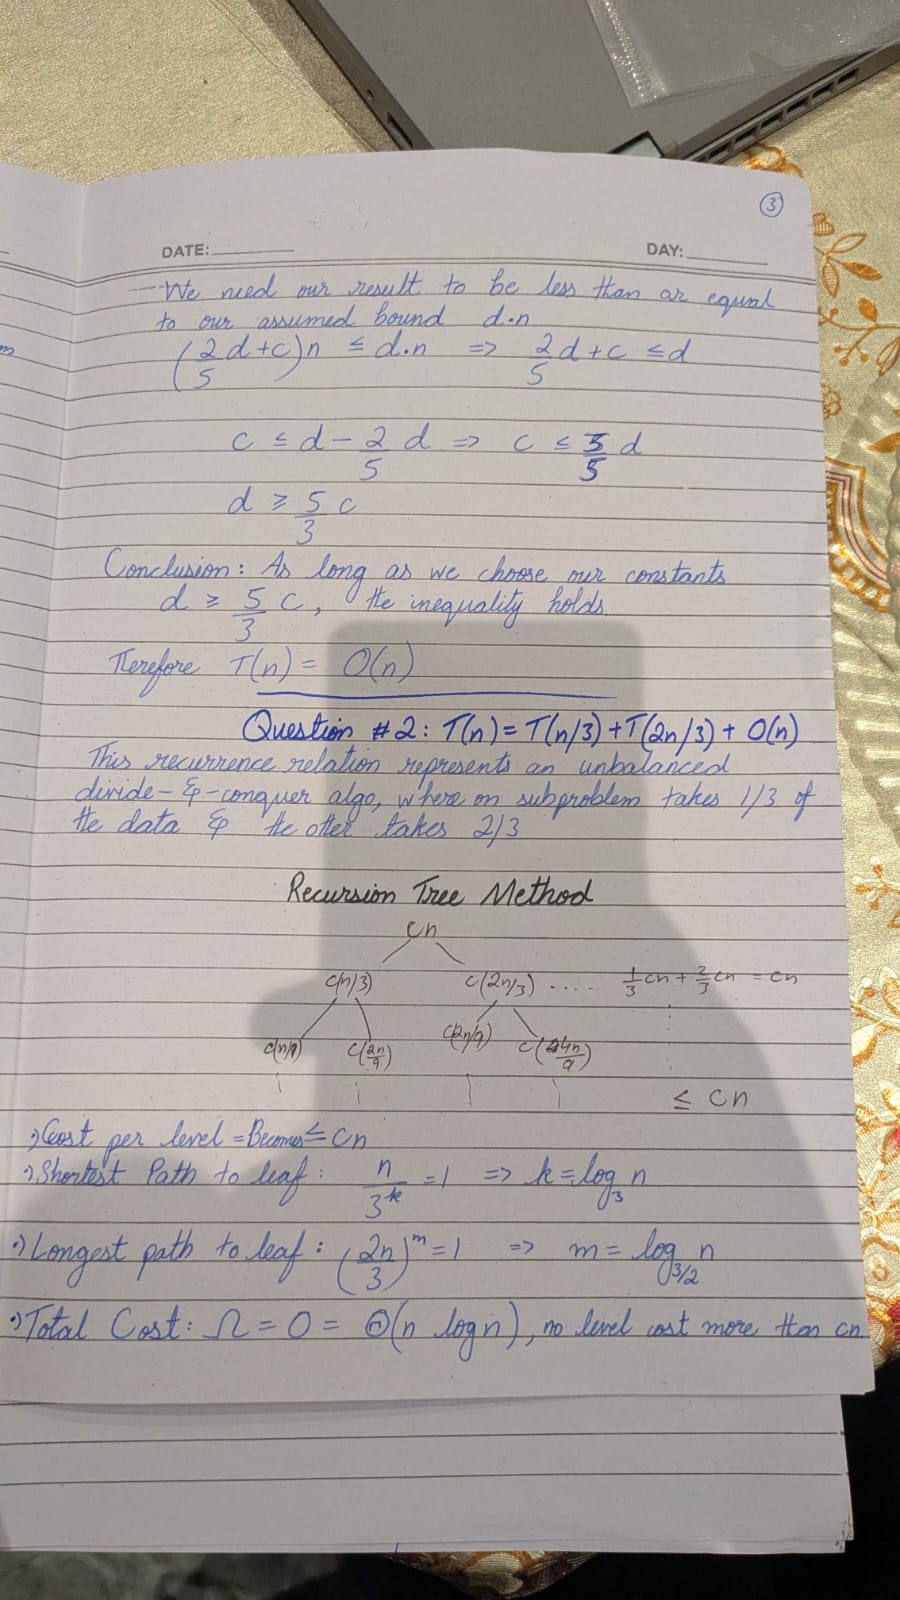 3
DATE:
DAY:
We need our result to be less than or equal
to our assumed bound d.n
(2/5 d+c)n ≤ d.n => 2/5 d+c ≤d
c ≤ d - 2/5 d => c ≤ 3/5 d
d ≥ 5/3 c
Conclusion: As long as we choose our constants
d ≥ 5/3 c, the inequality holds.
Therefore T(n) = O(n)
Question #2: T(n)= T(n/3)+T(2n/3)+ O(n)
This recurrence relation represents an unbalanced
divide-&-conquer algo, where on subproblem takes 1/3 of
the data & the other takes 2/3
Recursion Tree Method
cn
c(n/3) c(2n/3) ..... 1/3 cn + 2/3 cn = cn
c(n/9) c(2n/9) c(2n/9) c(4n/9)
≤ cn
Cost per level = Becomes ≤ cn
Shortest Path to leaf: n/3^k = 1 => k = log₃ n
Longest path to leaf: (2n/3)^m = 1 => m = log_3/2 n
Total Cost: Ω = O = Θ(n logn), no level cost more than cn